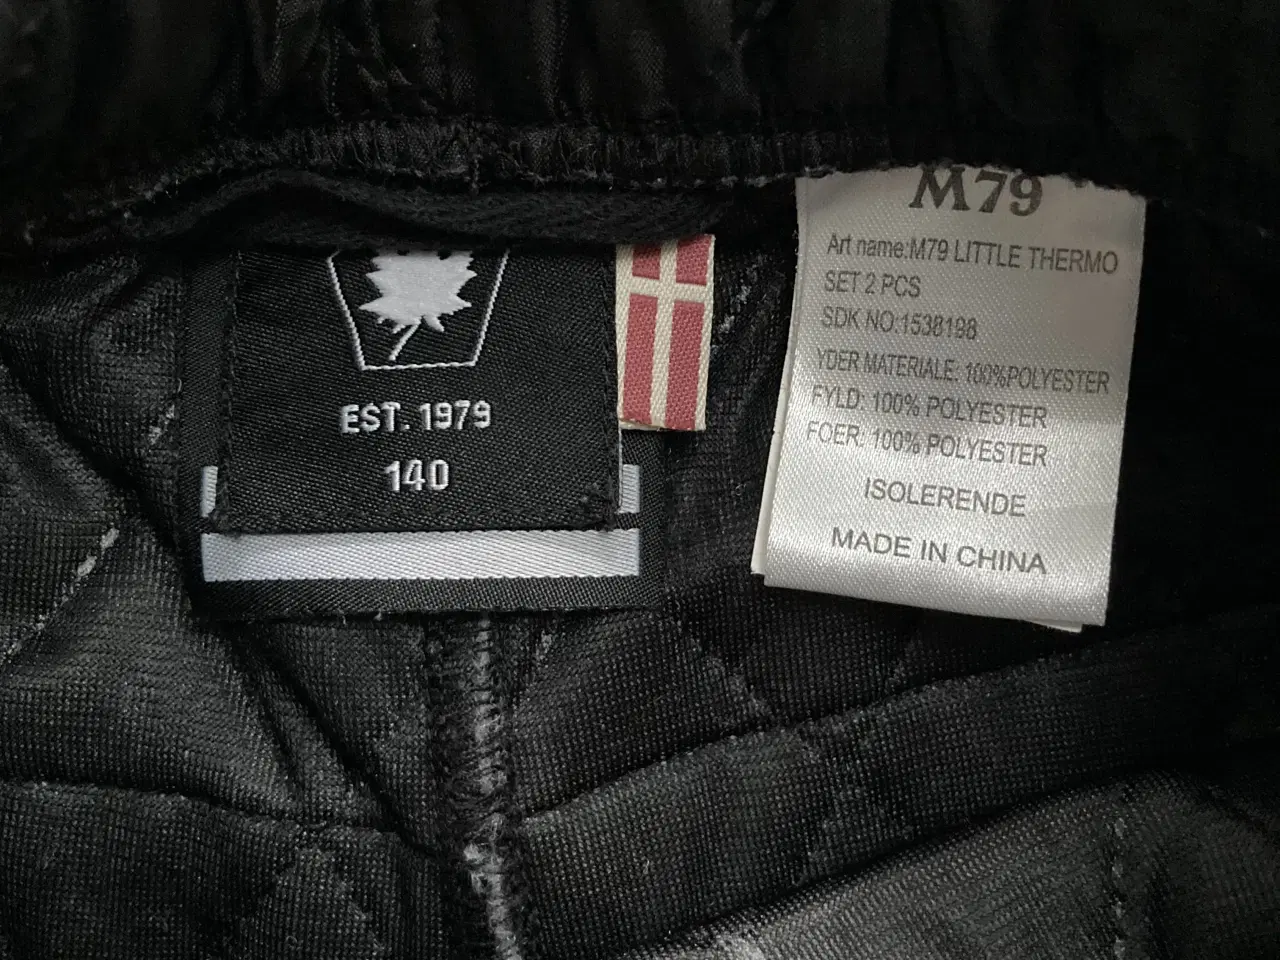 EST. 1979
140
M79
Art name:M79 LITTLE THERMO
SET 2 PCS
SDK NO:1538198
YDER MATERIALE: 100%POLYESTER
FYLD: 100% POLYESTER
FOER: 100% POLYESTER
ISOLERENDE
MADE IN CHINA